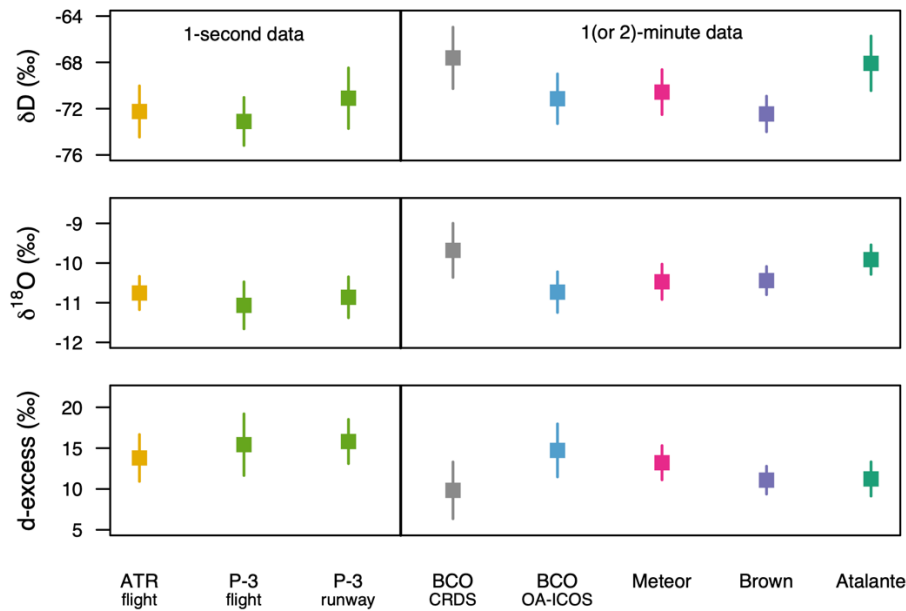 1-second data
1(or 2)-minute data
δD (‰)
-64
-68
-72
-76
δ18O (‰)
-9
-10
-11
-12
d-excess (‰)
20
15
10
5
ATR flight
P-3 flight
P-3 runway
BCO CRDS
BCO OA-ICOS
Meteor
Brown
Atalante